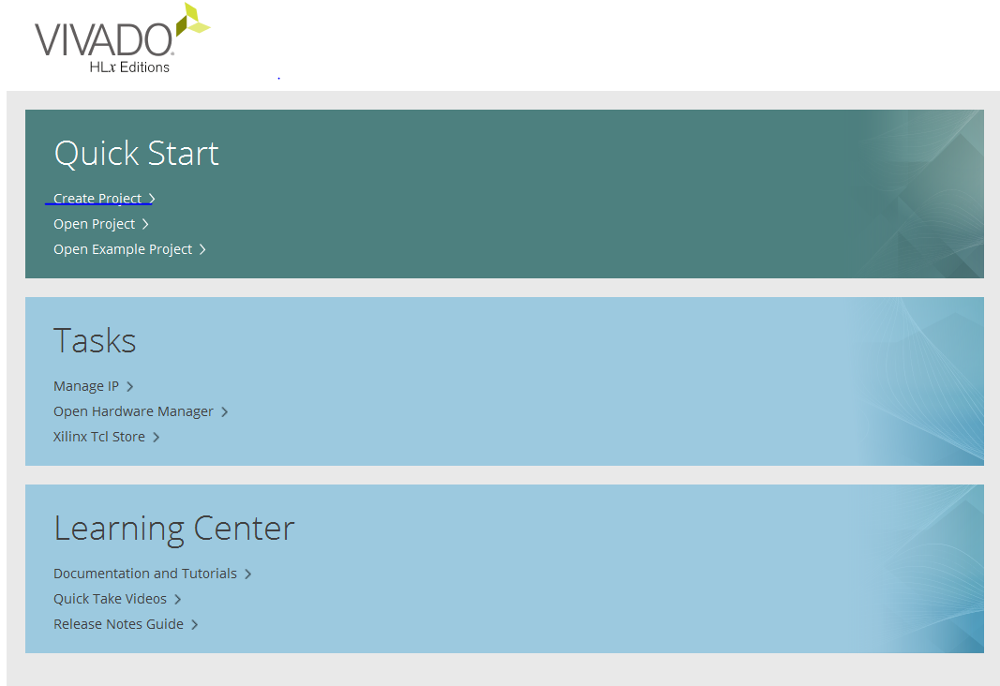 VIVADO
HLx Editions
Quick Start
Create Project
Open Project
Open Example Project
Tasks
Manage IP
Open Hardware Manager
Xilinx Tcl Store
Learning Center
Documentation and Tutorials
Quick Take Videos
Release Notes Guide